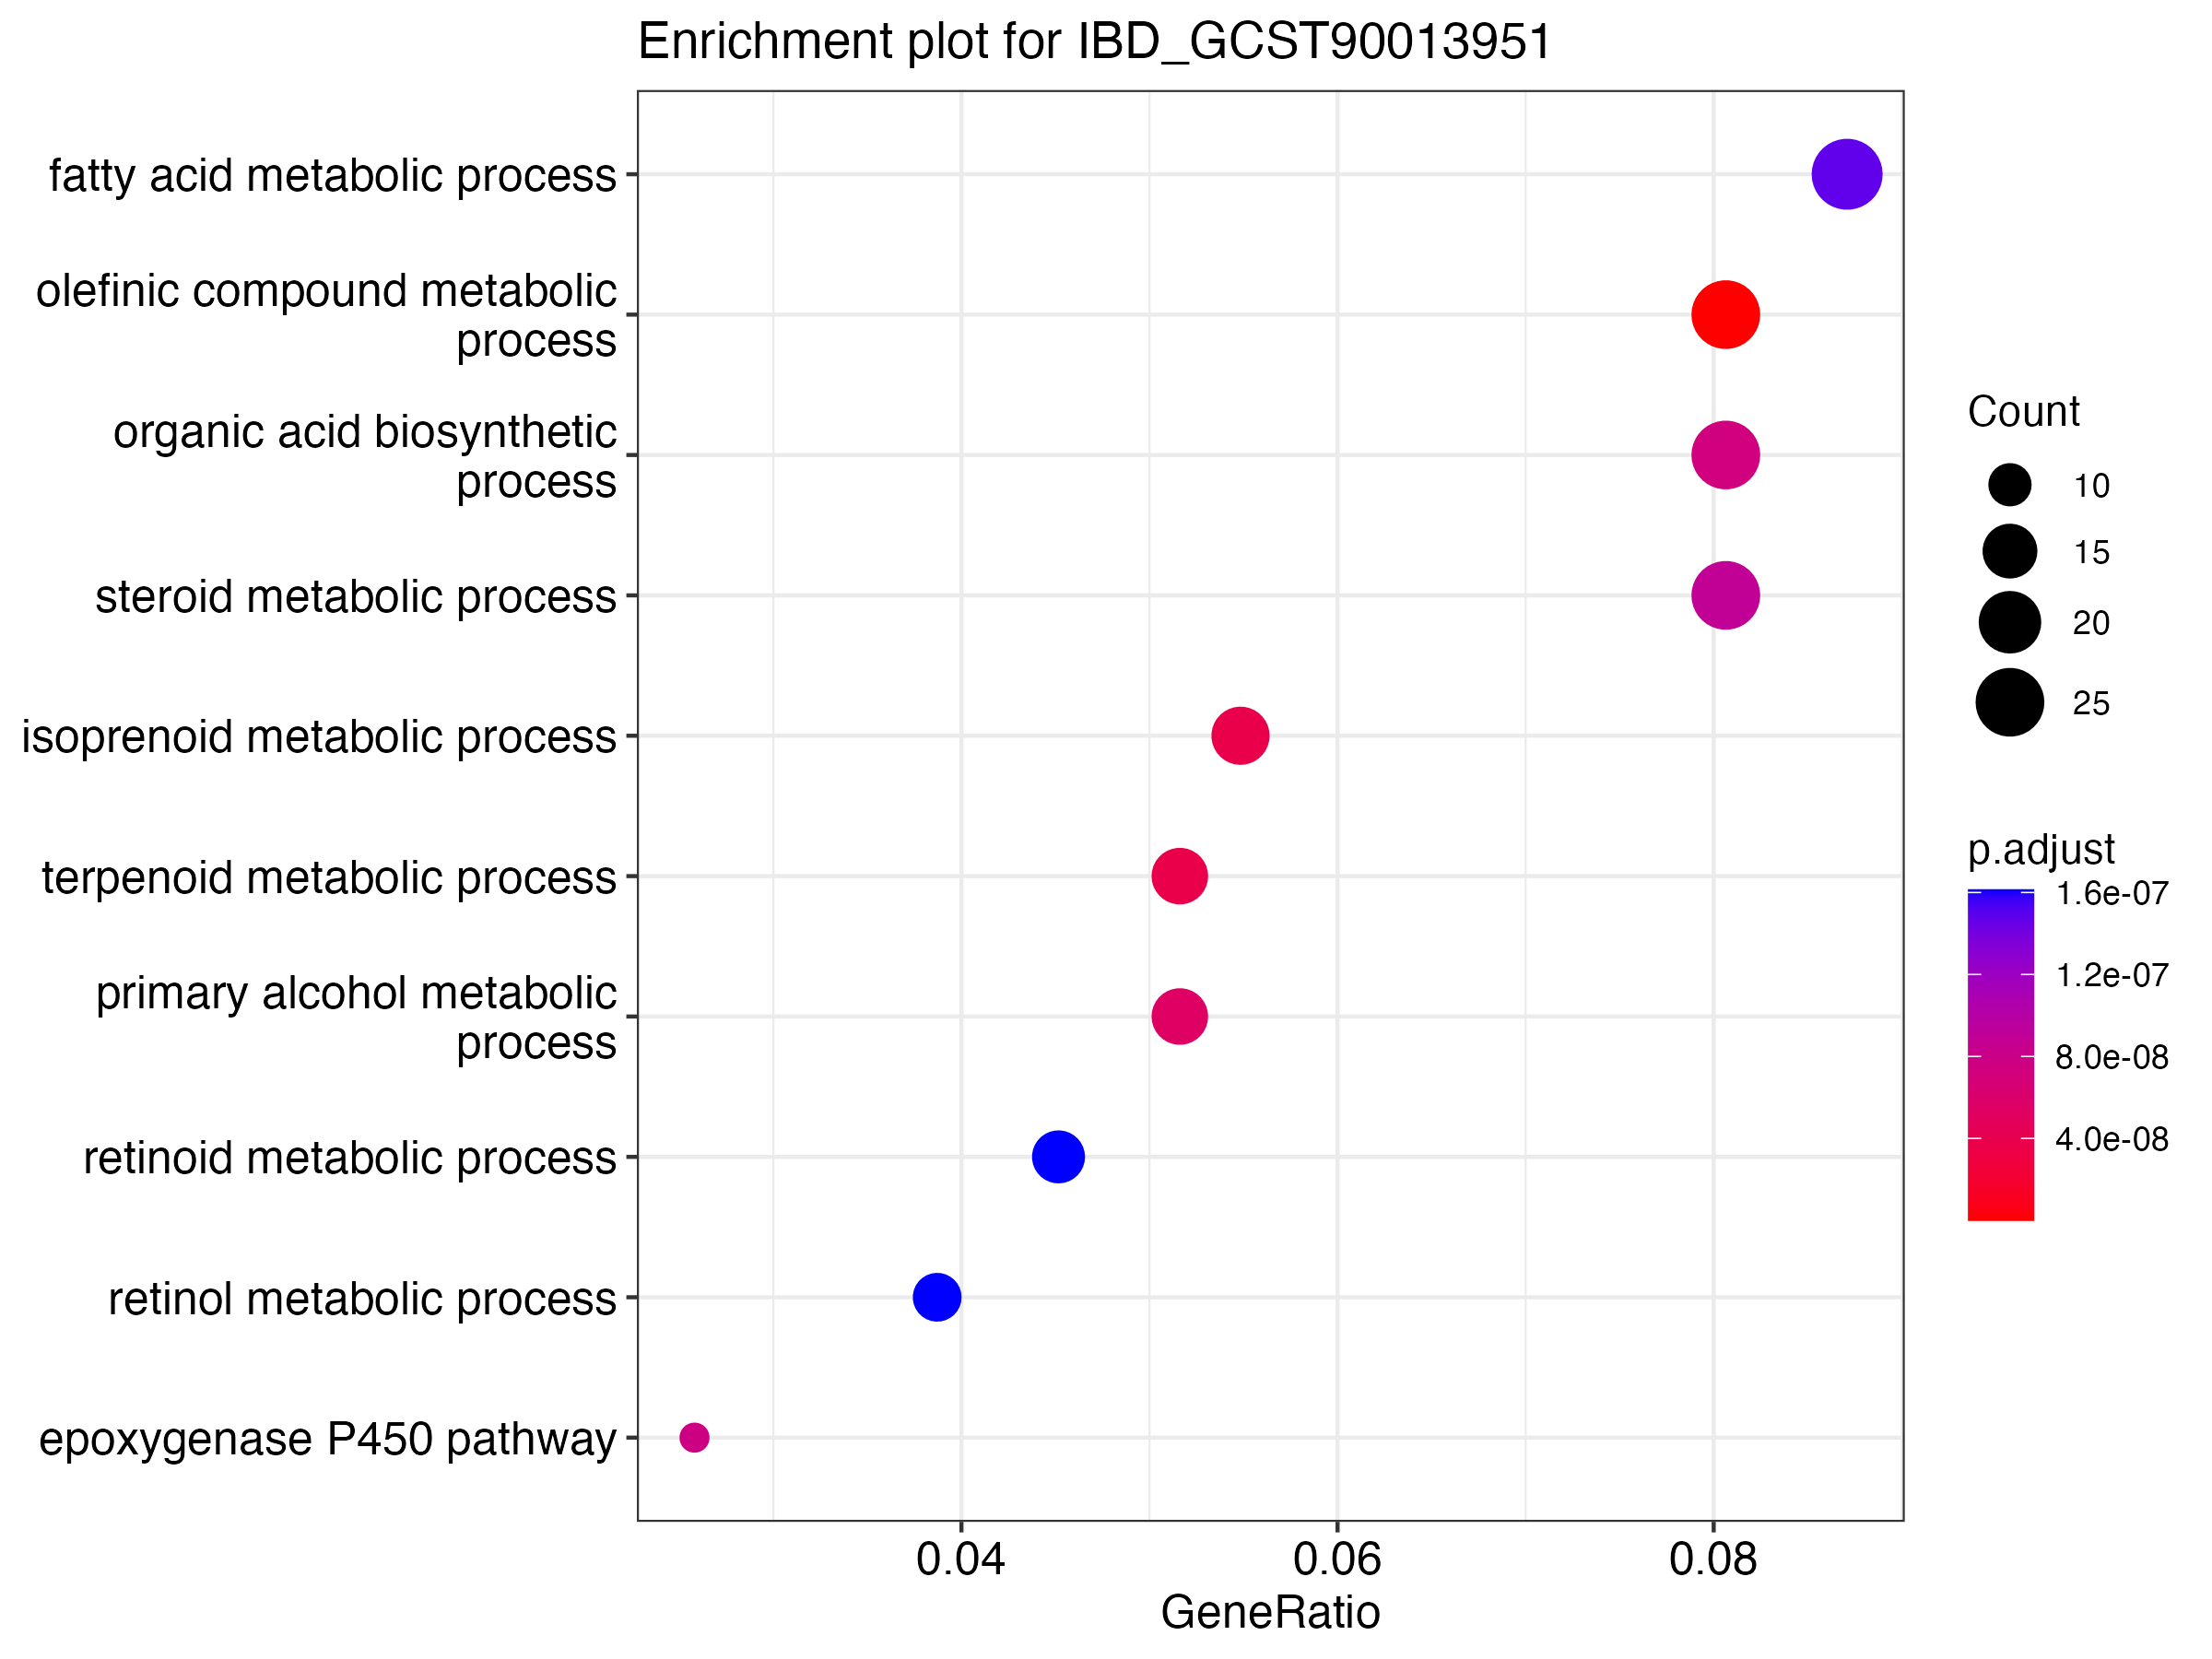 Enrichment plot for IBD_GCST90013951
fatty acid metabolic process
olefinic compound metabolic
process
organic acid biosynthetic
process
steroid metabolic process
isoprenoid metabolic process
terpenoid metabolic process
primary alcohol metabolic
process
retinoid metabolic process
retinol metabolic process
epoxygenase P450 pathway
0.04
0.06
0.08
GeneRatio
Count
10
15
20
25
p.adjust
1.6e-07
1.2e-07
8.0e-08
4.0e-08